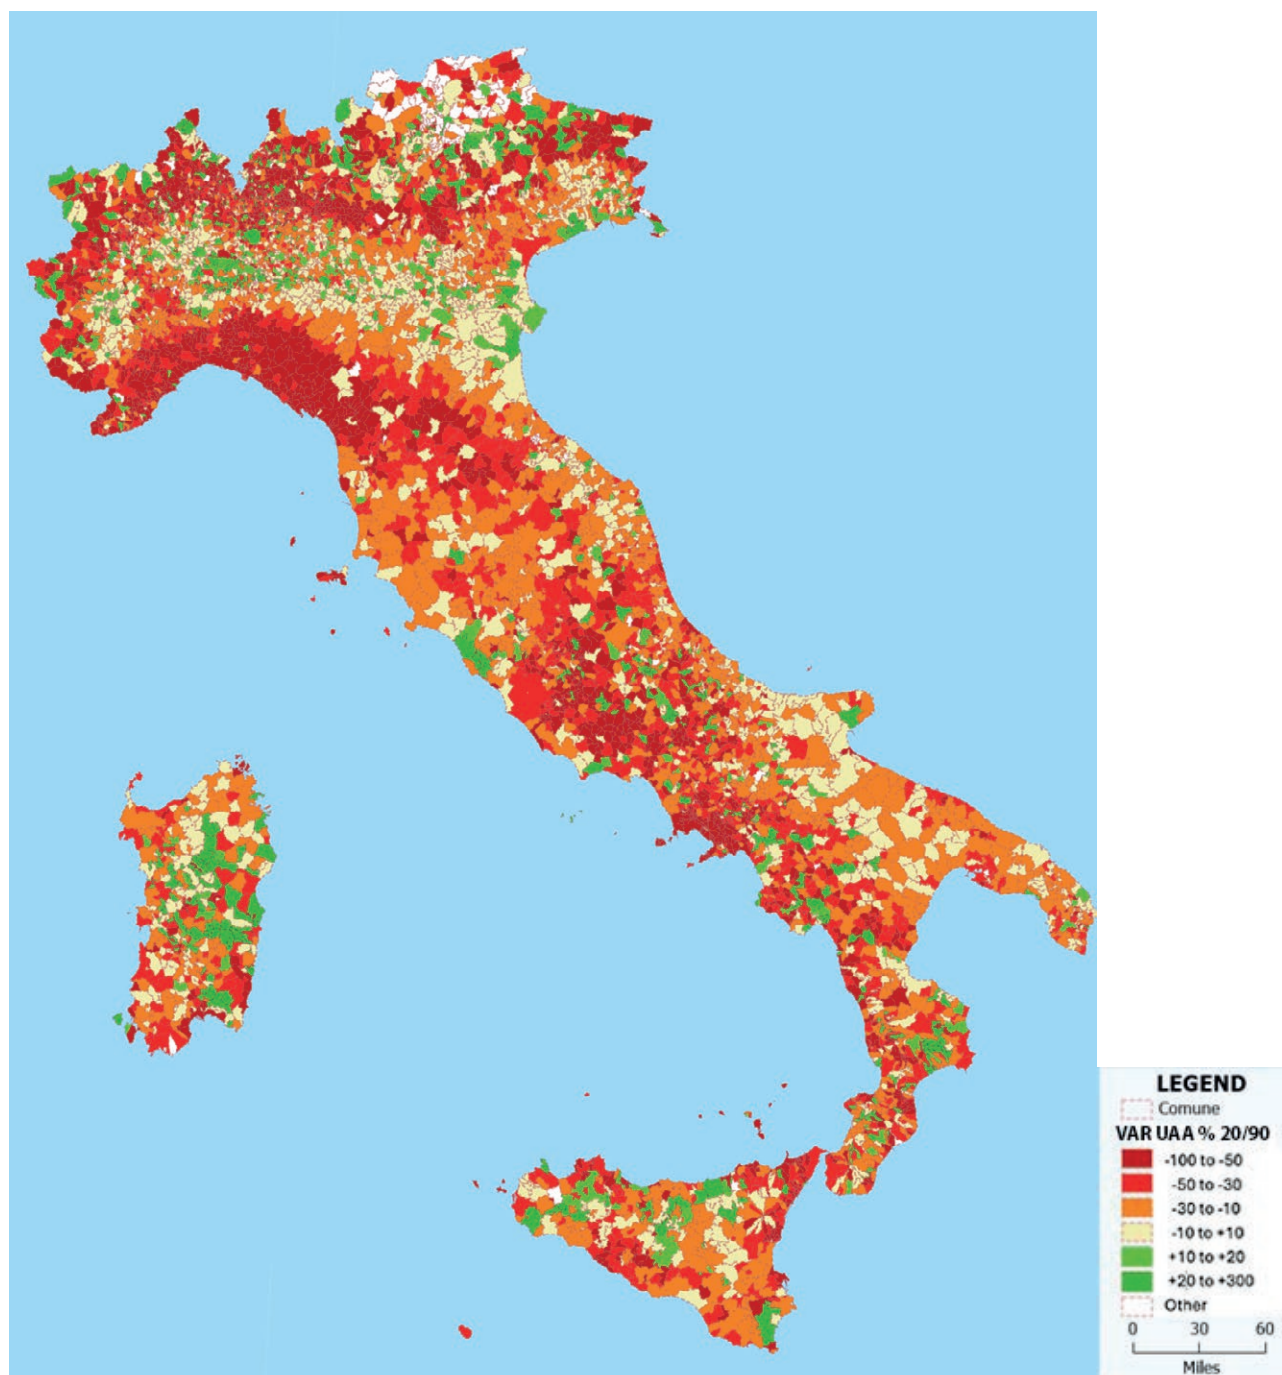 LEGEND
Comune
VAR UAA % 20/90
-100 to -50
-50 to -30
-30 to -10
-10 to +10
+10 to +20
+20 to +300
Other
0 30 60
Miles